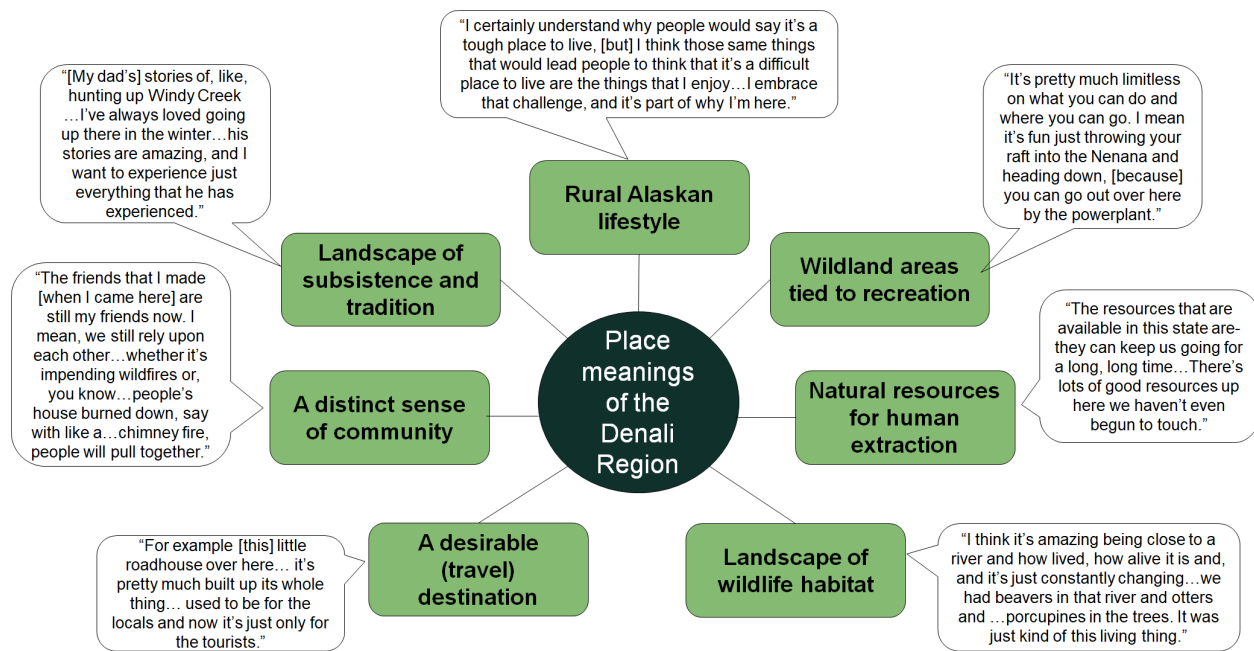 “I certainly understand why people would say it’s a
tough place to live, [but] I think those same things
that would lead people to think that it’s a difficult
place to live are the things that I enjoy…I embrace
that challenge, and it’s part of why I’m here.”
“[My dad’s] stories of, like,
hunting up Windy Creek
…I’ve always loved going
up there in the winter…his
stories are amazing, and I
want to experience just
everything that he has
experienced.”
“It’s pretty much limitless
on what you can do and
where you can go. I mean
it’s fun just throwing your
raft into the Nenana and
heading down, [because]
you can go out over here
by the powerplant.”
Rural Alaskan
lifestyle
Landscape of
subsistence and
tradition
Wildland areas
tied to recreation
“The friends that I made
[when I came here] are
still my friends now. I
mean, we still rely upon
each other…whether it’s
impending wildfires or,
you know…people’s
house burned down, say
with like a…chimney fire,
people will pull together.”
A distinct sense
of community
Place
meanings
of the
Denali
Region
Natural resources
for human
extraction
“The resources that are
available in this state are-
they can keep us going for
a long, long time…There’s
lots of good resources up
here we haven’t even
begun to touch.”
“For example [this] little
roadhouse over here… it’s
pretty much built up its whole
thing… used to be for the
locals and now it’s just only for
the tourists.”
A desirable
(travel)
destination
Landscape of
wildlife habitat
“I think it’s amazing being close to a
river and how lived, how alive it is and,
and it’s just constantly changing…we
had beavers in that river and otters
and …porcupines in the trees. It was
just kind of this living thing.”